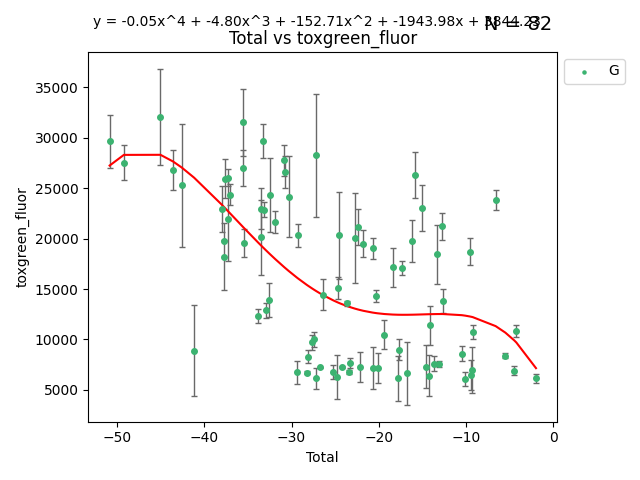 y = -0.05x^4 + -4.80x^3 + -152.71x^2 + -1943.98x +
N = 82
Total vs toxgreen_fluor
G
35000
30000
25000
20000
15000
10000
5000
toxgreen_fluor
−50
−40
−30
−20
−10
0
Total